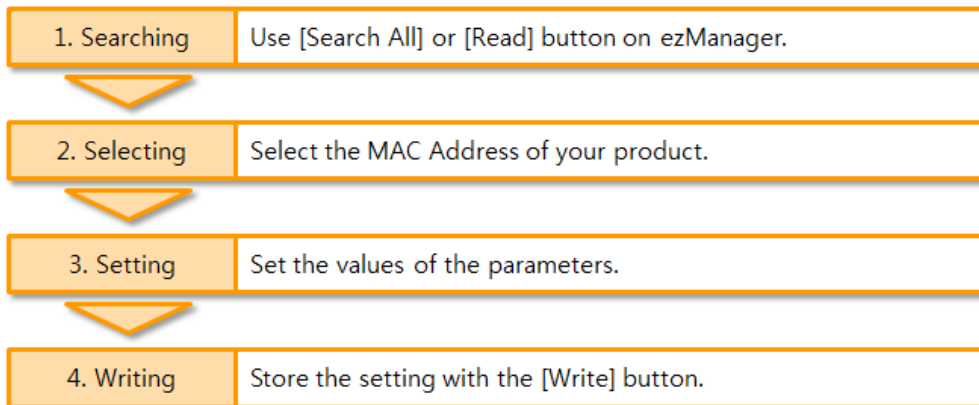 1. Searching Use [Search All] or [Read] button on ezManager.
2. Selecting Select the MAC Address of your product.
3. Setting Set the values of the parameters.
4. Writing Store the setting with the [Write] button.